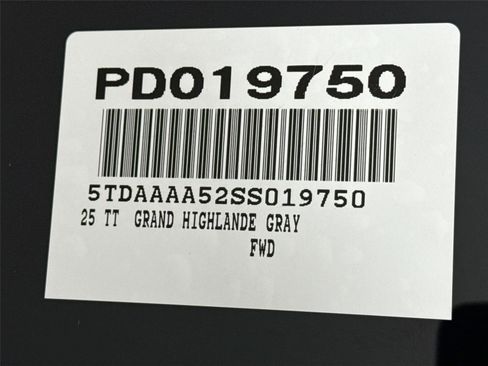 PD019750
5TDAAAA52SS019750
25 TT GRAND HIGHLANDE GRAY
FWD